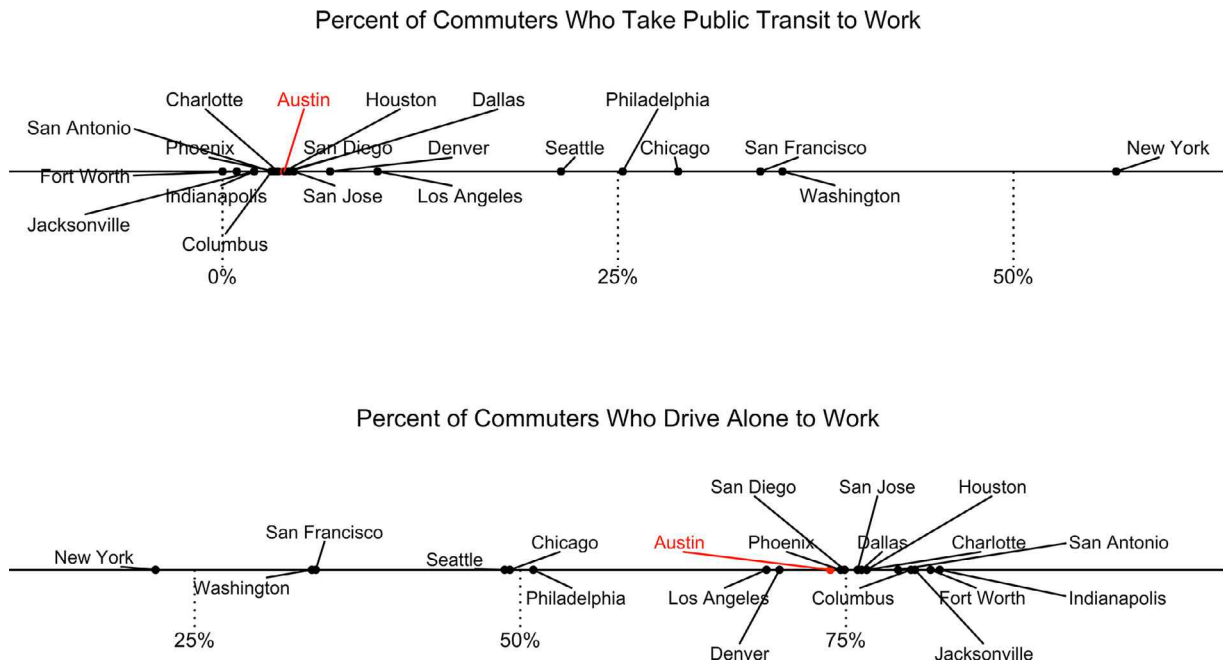 Percent of Commuters Who Take Public Transit to Work
Charlotte Austin Houston Dallas Philadelphia
San Antonio
Phoenix San Diego Denver Seattle Chicago San Francisco New York
Fort Worth
Indianapolis San Jose Los Angeles Washington
Jacksonville
Columbus
0% 25% 50%
Percent of Commuters Who Drive Alone to Work
San Diego San Jose Houston
San Francisco
New York Seattle Chicago Austin Phoenix Dallas Charlotte San Antonio
Washington Philadelphia Los Angeles Columbus Fort Worth Indianapolis
25% 50% 75%
Denver Jacksonville